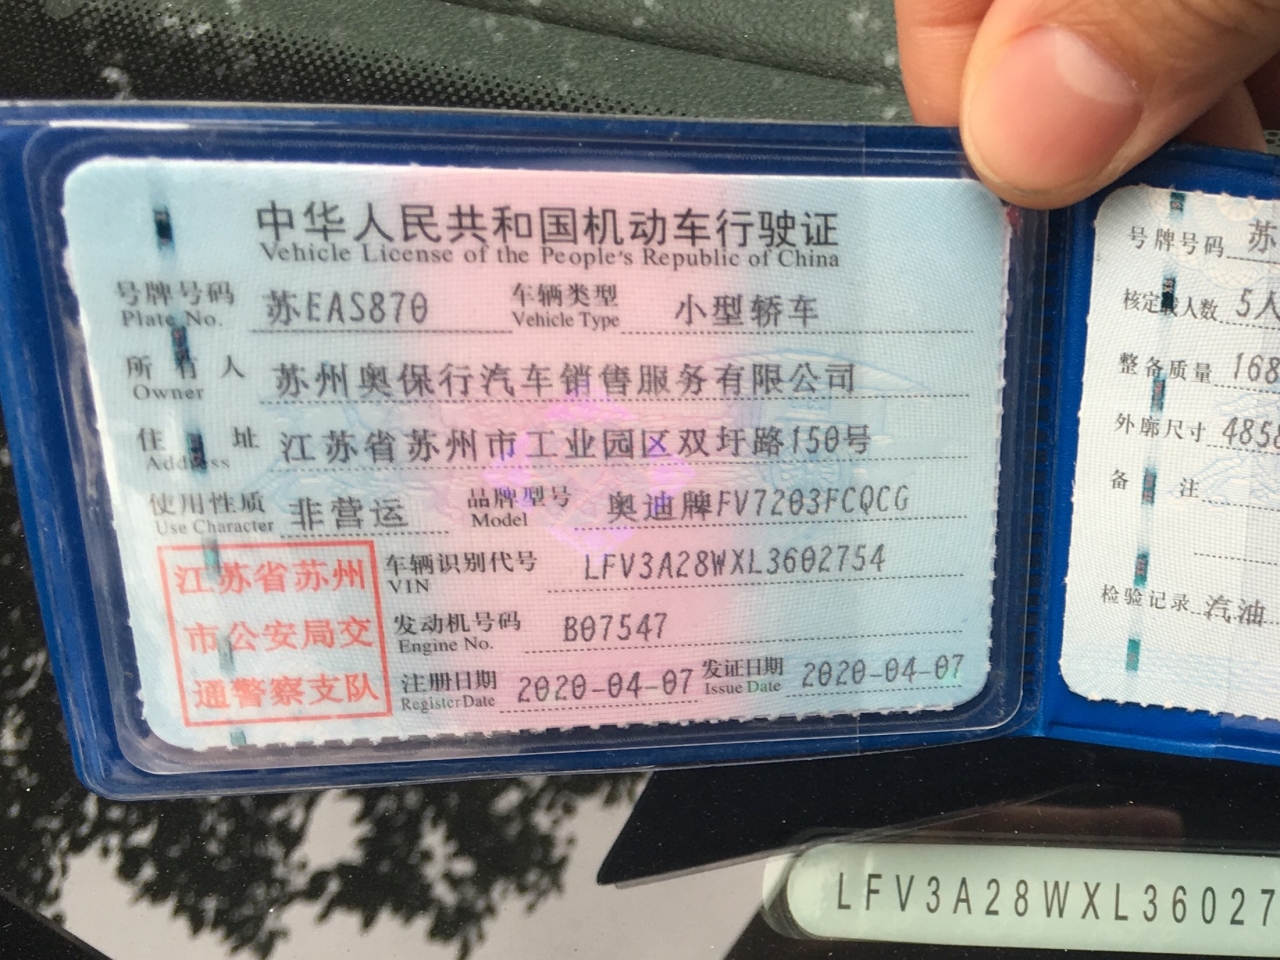 中华人民共和国机动车行驶证
Vehicle License of the People's Republic of China
号牌号码 苏EAS870 车辆类型 小型轿车
Plate No. Vehicle Type
所有人 苏州奥保行汽车销售服务有限公司
Owner
住址 江苏省苏州市工业园区双圩路150号
Address
使用性质 非营运 品牌型号 奥迪牌FV7203FCQCG
Use Character Model
车辆识别代号 LFV3A28WXL3602754
VIN
发动机号码 B07547
Engine No.
注册日期 2020-04-07 发证日期 2020-04-07
Register Date Issue Date
江苏省苏州
市公安局交
通警察支队
号牌号码 苏
核定载人数 5人
整备质量 168
外廓尺寸 485
备注
检验记录 汽油
LFV3A28WXL36027